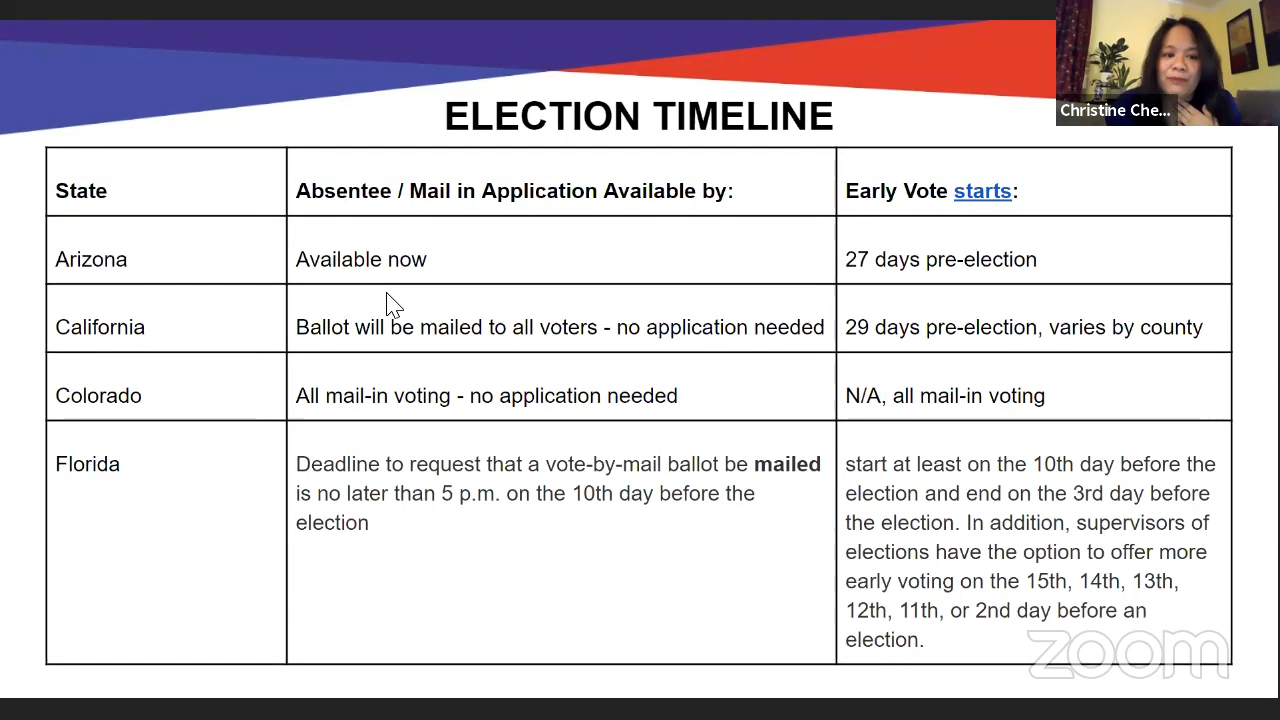 Christine Che...
ELECTION TIMELINE
State
Absentee / Mail in Application Available by:
Early Vote starts:
Arizona
Available now
27 days pre-election
California
Ballot will be mailed to all voters - no application needed
29 days pre-election, varies by county
Colorado
All mail-in voting - no application needed
N/A, all mail-in voting
Florida
Deadline to request that a vote-by-mail ballot be mailed
is no later than 5 p.m. on the 10th day before the
election
start at least on the 10th day before the
election and end on the 3rd day before
the election. In addition, supervisors of
elections have the option to offer more
early voting on the 15th, 14th, 13th,
12th, 11th, or 2nd day before an
election.
zoom